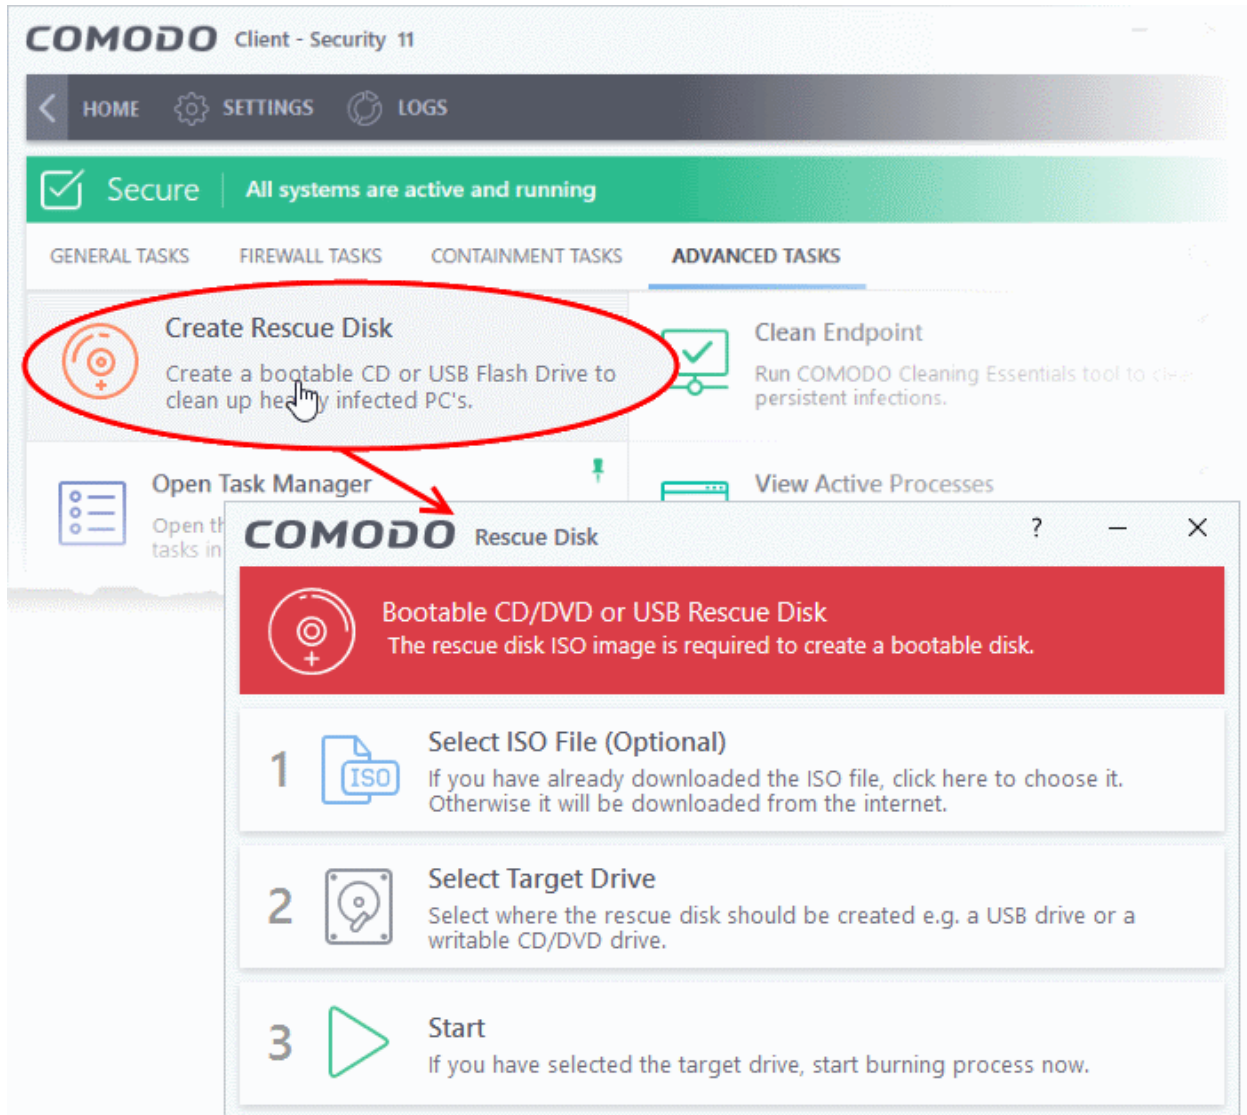 COMODO Client - Security 11
HOME SETTINGS LOGS
Secure All systems are active and running
GENERAL TASKS FIREWALL TASKS CONTAINMENT TASKS ADVANCED TASKS
Create Rescue Disk
Create a bootable CD or USB Flash Drive to
clean up heavily infected PC's.
Clean Endpoint
Run COMODO Cleaning Essentials tool to
persistent infections.
Open Task Manager
Open
tasks in
View Active Processes
COMODO Rescue Disk ?
Bootable CD/DVD or USB Rescue Disk
The rescue disk ISO image is required to create a bootable disk.
1 ISO Select ISO File (Optional)
If you have already downloaded the ISO file, click here to choose it.
Otherwise it will be downloaded from the internet.
2 Select Target Drive
Select where the rescue disk should be created e.g. a USB drive or a
writable CD/DVD drive.
3 Start
If you have selected the target drive, start burning process now.